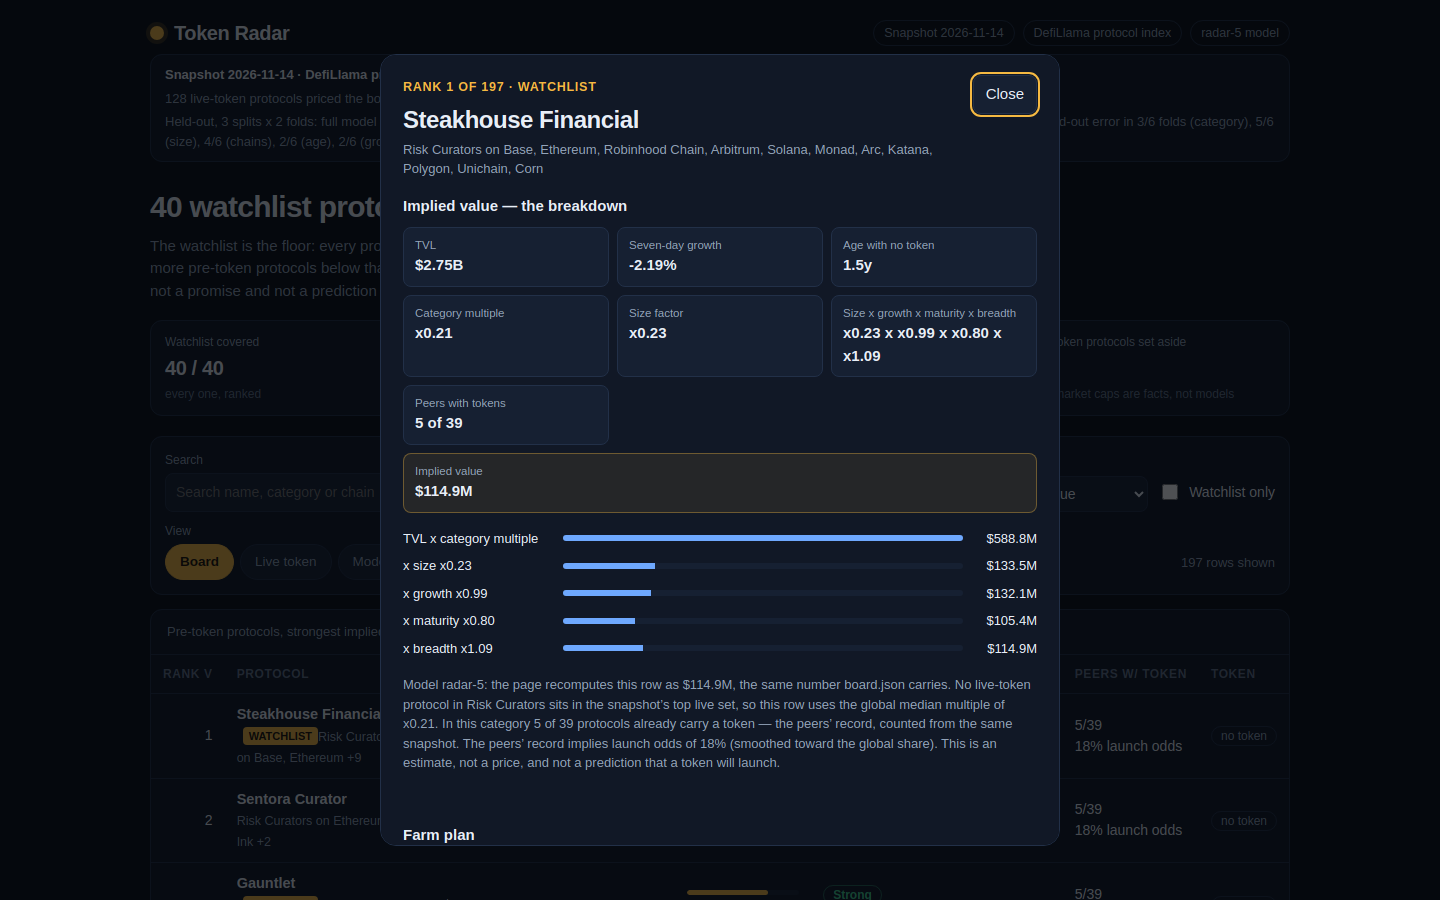 Token Radar
Snapshot 2026-11-14
DefiLlama protocol index
radar-5 model
Snapshot 2026-11-14 · DefiLlama
128 live-token protocols priced the
Held-out, 3 splits x 2 folds: full model
(size), 4/6 (chains), 2/6 (age), 2/6
error in 3/6 folds (category), 5/6
40 watchlist
The watchlist is the floor: every
more pre-token protocols below
not a promise and not a prediction
Watchlist covered
40 / 40
every one, ranked
protocols set aside
caps are facts, not models
Search
Search name, category or chain
Watchlist only
View
Board
Live token
197 rows shown
Pre-token protocols, strongest
RANK V
PROTOCOL
PEERS W/ TOKEN
TOKEN
1
Steakhouse
WATCHLIST
Risk
on Base, Ethereum +9
5/39
18% launch odds
no token
2
Sentora Curator
Risk Curators on
Ink +2
5/39
18% launch odds
no token
Gauntlet
Strong
5/39
RANK 1 OF 197 · WATCHLIST
Close
Steakhouse Financial
Risk Curators on Base, Ethereum, Robinhood Chain, Arbitrum, Solana, Monad, Arc, Katana,
Polygon, Unichain, Corn
Implied value — the breakdown
TVL
$2.75B
Seven-day growth
-2.19%
Age with no token
1.5y
Category multiple
x0.21
Size factor
x0.23
Size x growth x maturity x breadth
x0.23 x x0.99 x x0.80 x
x1.09
Peers with tokens
5 of 39
Implied value
$114.9M
TVL x category multiple $588.8M
x size x0.23 $133.5M
x growth x0.99 $132.1M
x maturity x0.80 $105.4M
x breadth x1.09 $114.9M
Model radar-5: the page recomputes this row as $114.9M, the same number board.json carries. No live-token
protocol in Risk Curators sits in the snapshot's top live set, so this row uses the global median multiple of
x0.21. In this category 5 of 39 protocols already carry a token — the peers' record, counted from the same
snapshot. The peers' record implies launch odds of 18% (smoothed toward the global share). This is an
estimate, not a price, and not a prediction that a token will launch.
Farm plan